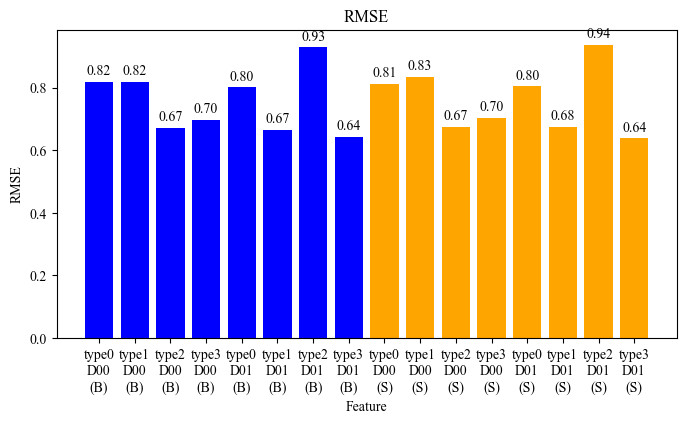 RMSE
0.82 0.82 0.67 0.70 0.80 0.67 0.93 0.64 0.81 0.83 0.67 0.70 0.80 0.68 0.94 0.64
RMSE
0.8
0.6
0.4
0.2
0.0
type0 type1 type2 type3 type0 type1 type2 type3 type0 type1 type2 type3 type0 type1 type2 type3
D00 D00 D00 D00 D01 D01 D01 D01 D00 D00 D00 D00 D01 D01 D01 D01
(B) (B) (B) (B) (B) (B) (B) (B) (S) (S) (S) (S) (S) (S) (S) (S)
Feature